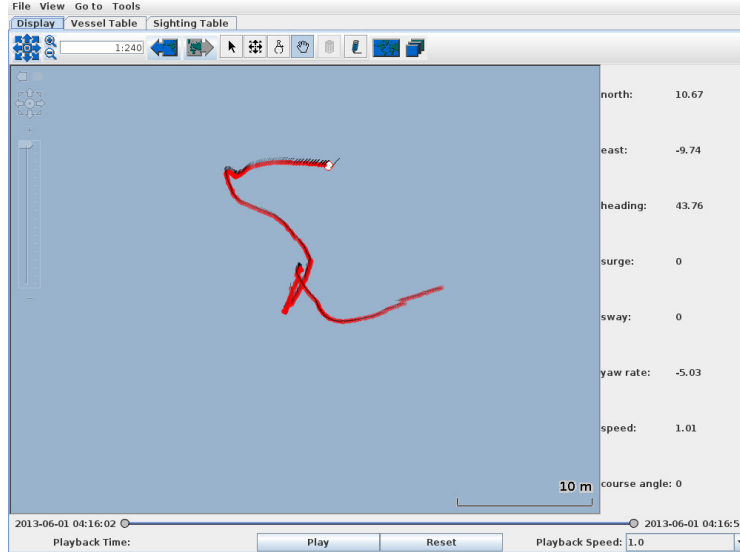 File View Go to Tools
Display Vessel Table Sighting Table
1:240
north: 10.67
east: -9.74
heading: 43.76
surge: 0
sway: 0
yaw rate: -5.03
speed: 1.01
10 m course angle: 0
2013-06-01 04:16:02 2013-06-01 04:16:5
Playback Time: Play Reset Playback Speed: 1.0